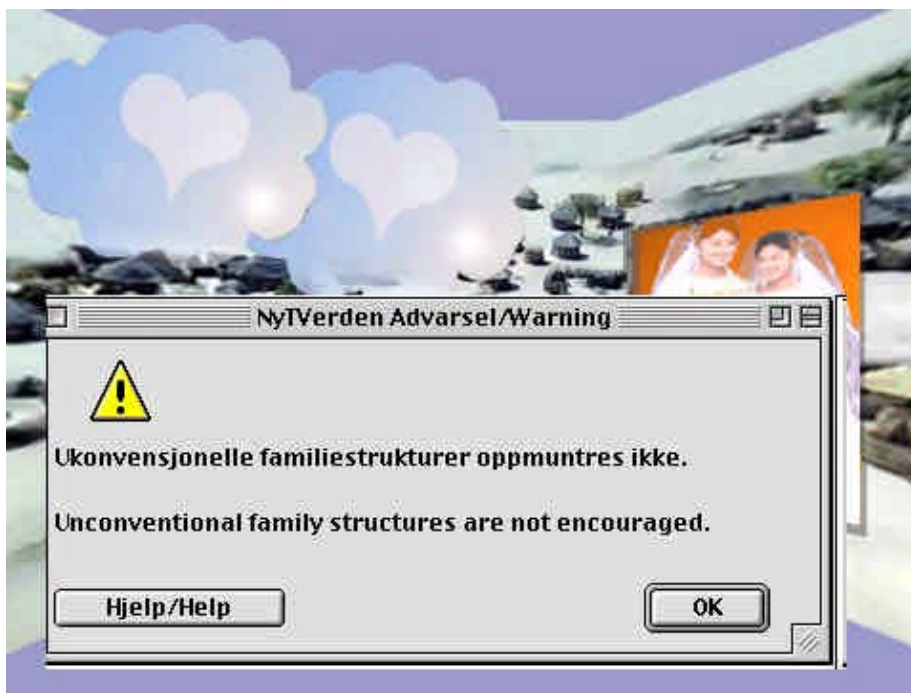 NyTVerden Advarsel/Warning
Ukonvensjonelle familiestrukturer oppmuntres ikke.
Unconventional family structures are not encouraged.
Hjelp/Help
OK